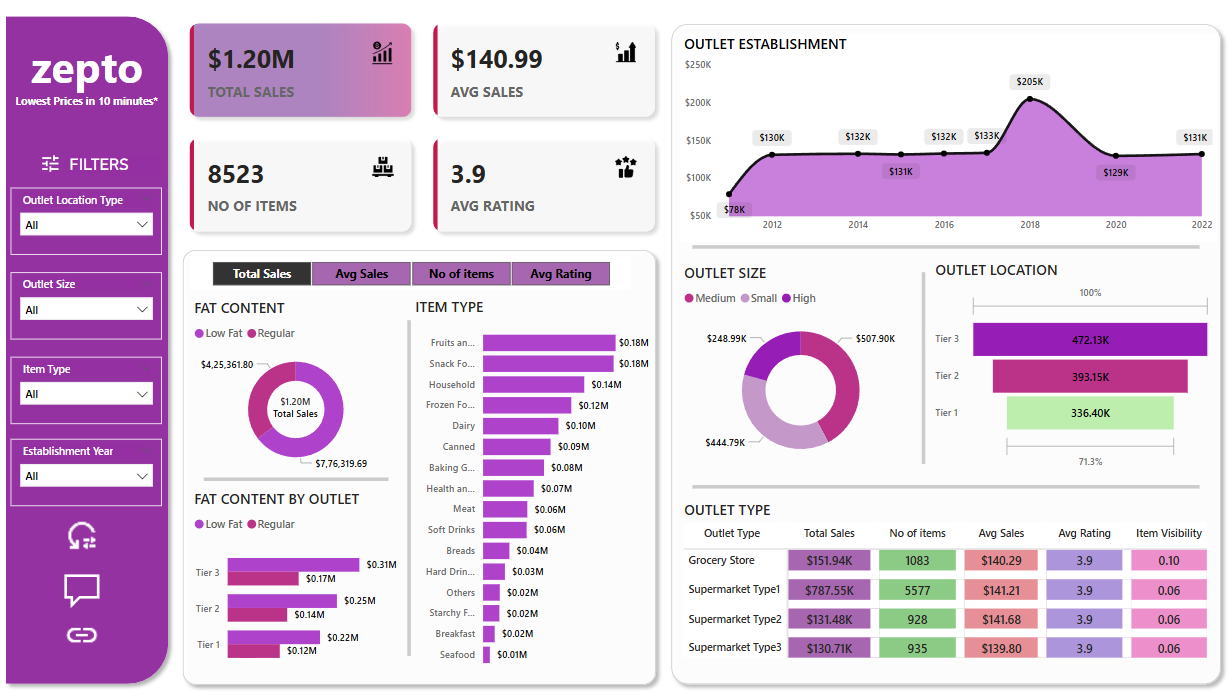 zepto
Lowest Prices in 10 minutes*
FILTERS
Outlet Location Type
All
Outlet Size
All
Item Type
All
Establishment Year
All
$1.20M
TOTAL SALES
$140.99
AVG SALES
8523
NO OF ITEMS
3.9
AVG RATING
Total Sales Avg Sales No of items Avg Rating
FAT CONTENT
Low Fat Regular
$4,25,361.80
$1.20M
Total Sales
$7,76,319.69
FAT CONTENT BY OUTLET
Low Fat Regular
Tier 3 $0.31M
$0.17M
Tier 2 $0.25M
$0.14M
Tier 1 $0.22M
$0.12M
ITEM TYPE
Fruits an... $0.18M
Snack Fo... $0.18M
Household $0.14M
Frozen Fo... $0.12M
Dairy $0.10M
Canned $0.09M
Baking G... $0.08M
Health an... $0.07M
Meat $0.06M
Soft Drinks $0.06M
Breads $0.04M
Hard Drin... $0.03M
Others $0.02M
Starchy F... $0.02M
Breakfast $0.02M
Seafood $0.01M
OUTLET ESTABLISHMENT
$250K
$200K
$150K
$100K
$50K
$78K $130K $132K $131K $132K $133K $205K $129K $131K
2012 2014 2016 2018 2020 2022
OUTLET SIZE
Medium Small High
$248.99K
$507.90K
$444.79K
OUTLET LOCATION
100%
Tier 3 472.13K
Tier 2 393.15K
Tier 1 336.40K
71.3%
OUTLET TYPE
Outlet Type Total Sales No of items Avg Sales Avg Rating Item Visibility
Grocery Store $151.94K 1083 $140.29 3.9 0.10
Supermarket Type1 $787.55K 5577 $141.21 3.9 0.06
Supermarket Type2 $131.48K 928 $141.68 3.9 0.06
Supermarket Type3 $130.71K 935 $139.80 3.9 0.06